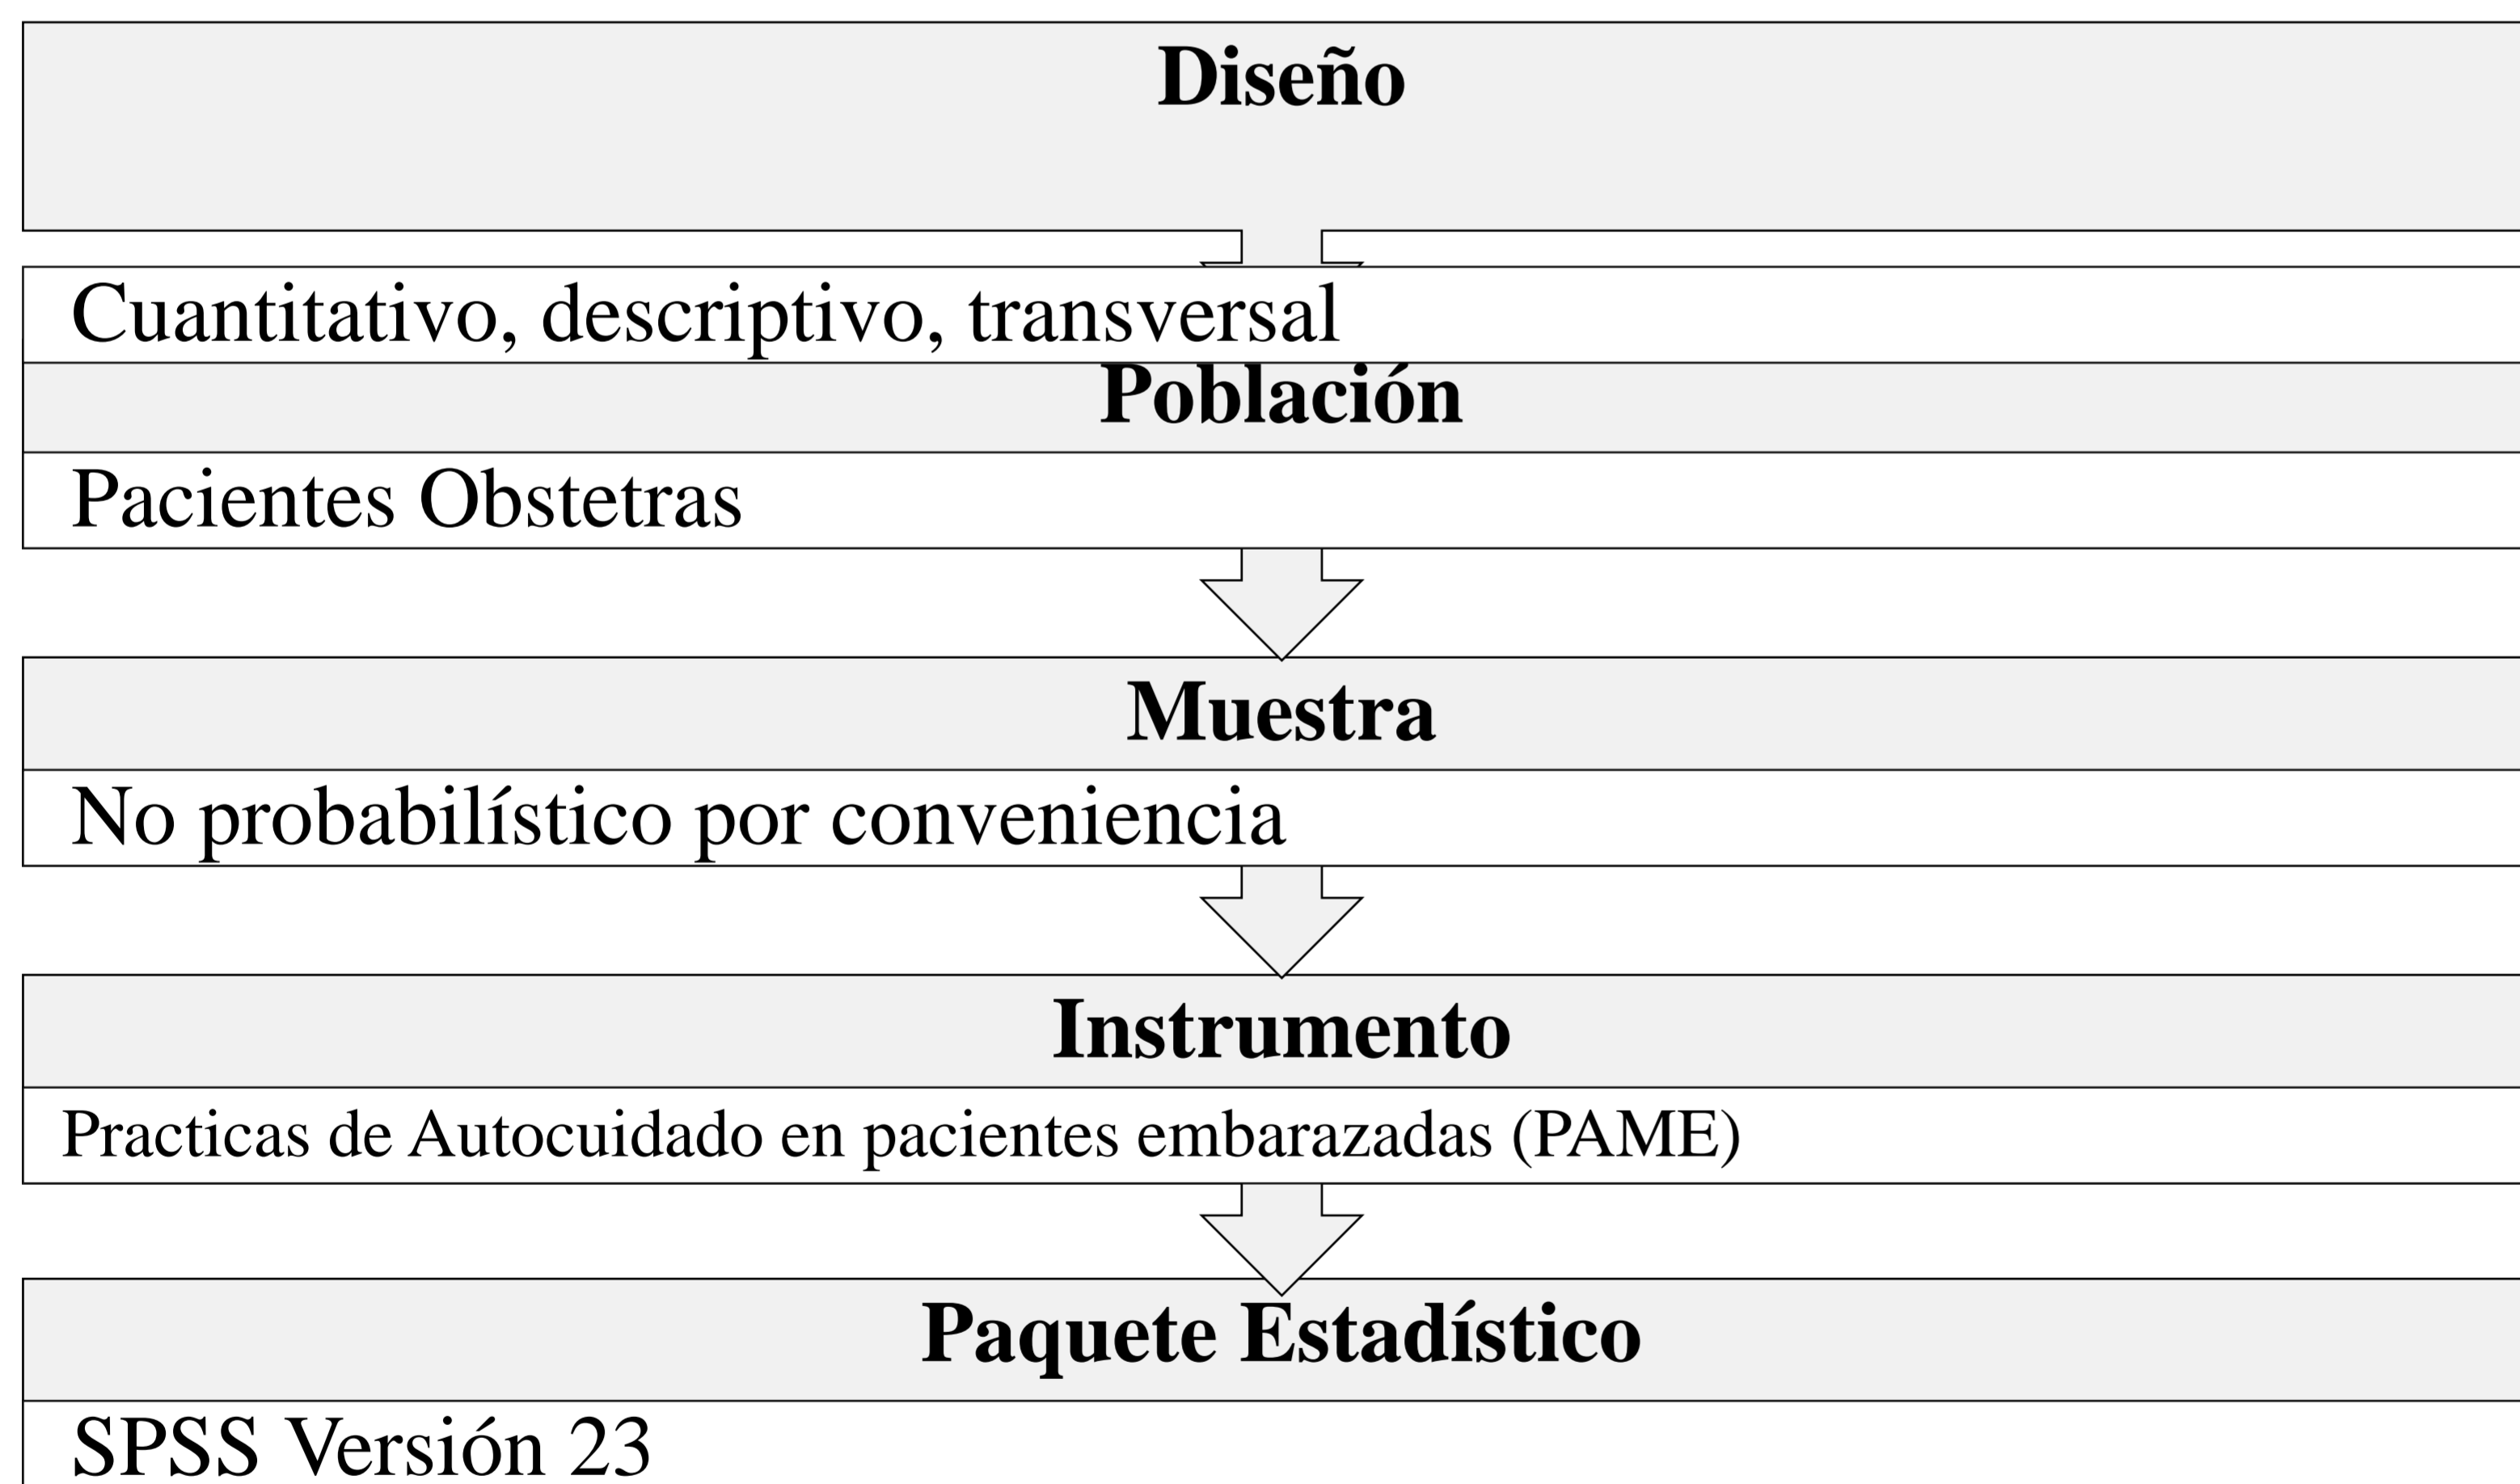 Diseño
Cuantitativo, descriptivo, transversal
Población
Pacientes Obstetras
Muestra
No probabilístico por conveniencia
Instrumento
Practicas de Autocuidado en pacientes embarazadas (PAME)
Paquete Estadístico
SPSS Versión 23